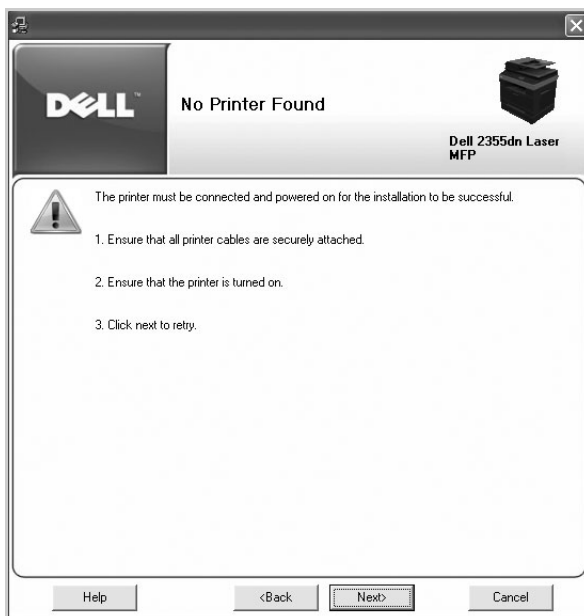 DELL™
No Printer Found
Dell 2355dn Laser
MFP
The printer must be connected and powered on for the installation to be successful.
1. Ensure that all printer cables are securely attached.
2. Ensure that the printer is turned on.
3. Click next to retry.
Help
<Back
Next>
Cancel